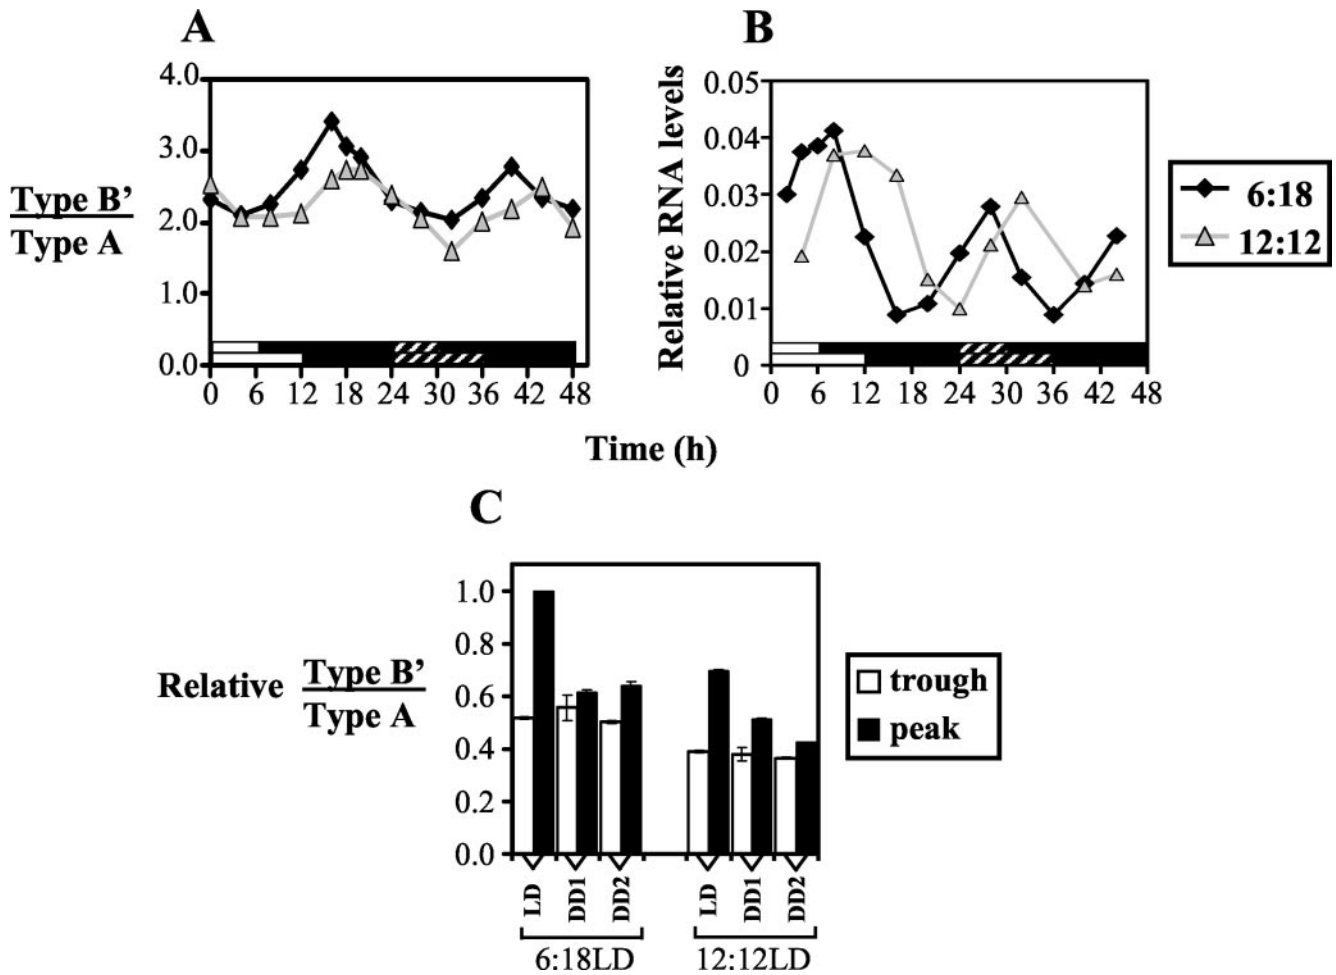 A
B
4.0
3.0
2.0
1.0
0.0
Type B’
Type A
0 6 12 18 24 30 36 42 48
Relative RNA levels
0.05
0.04
0.03
0.02
0.01
0
0 6 12 18 24 30 36 42 48
6:18
12:12
Time (h)
C
Relative
Type B’
Type A
1.0
0.8
0.6
0.4
0.2
0.0
trough
peak
LD DD1 DD2 LD DD1 DD2
6:18LD 12:12LD